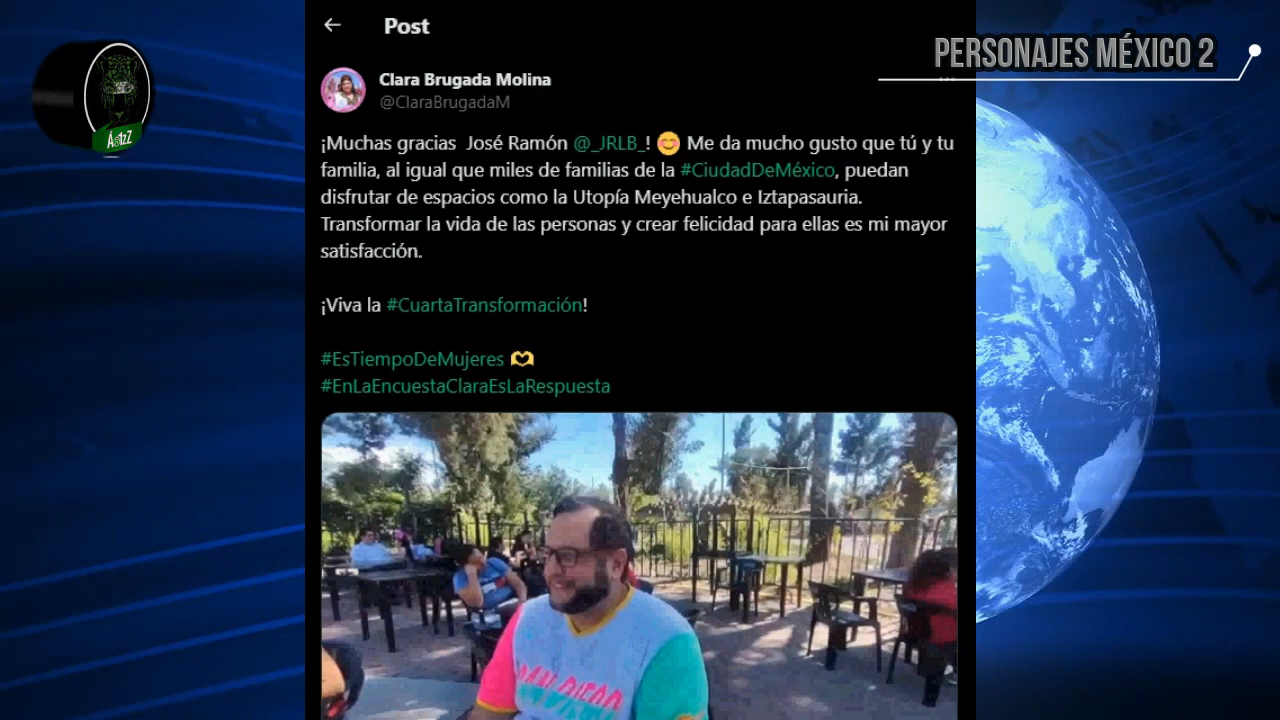 Post
PERSONAJES MÉXICO 2
Clara Brugada Molina
@ClaraBrugadaM
¡Muchas gracias José Ramón @_JRLB_! 😊 Me da mucho gusto que tú y tu
familia, al igual que miles de familias de la #CiudadDeMéxico, puedan
disfrutar de espacios como la Utopía Meyehualco e Iztapasauria.
Transformar la vida de las personas y crear felicidad para ellas es mi mayor
satisfacción.
¡Viva la #CuartaTransformación!
#EsTiempoDeMujeres 🫶
#EnLaEncuestaClaraEsLaRespuesta
SAN DIEGO